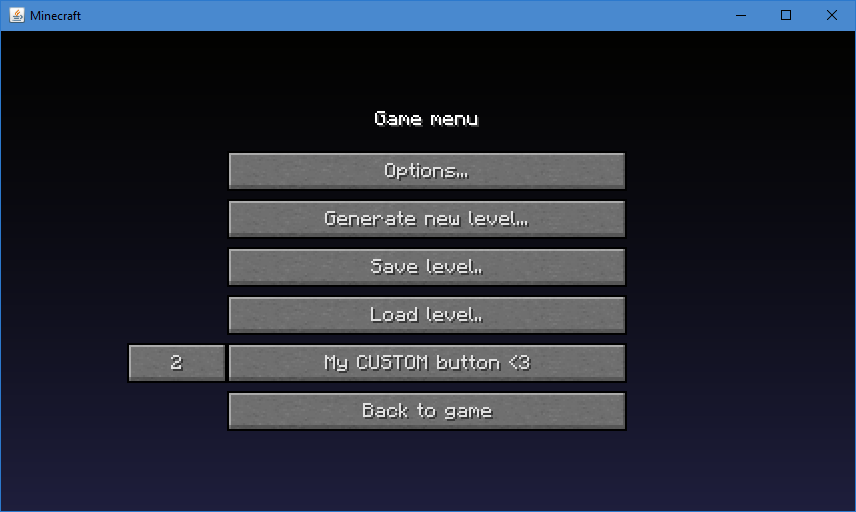 Minecraft
Game menu
Options...
Generate new level...
Save level..
Load level..
2 My CUSTOM button <3
Back to game